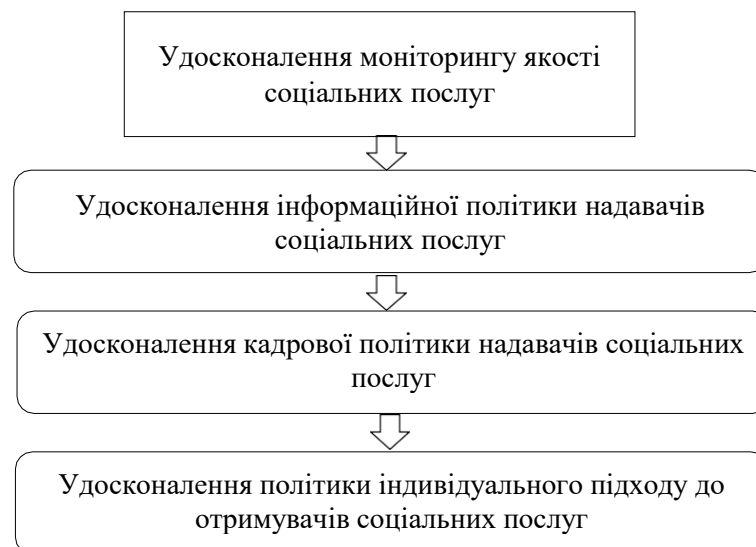 Удосконалення моніторингу якості
соціальних послуг
Удосконалення інформаційної політики надавачів
соціальних послуг
Удосконалення кадрової політики надавачів соціальних
послуг
Удосконалення політики індивідуального підходу до
отримувачів соціальних послуг